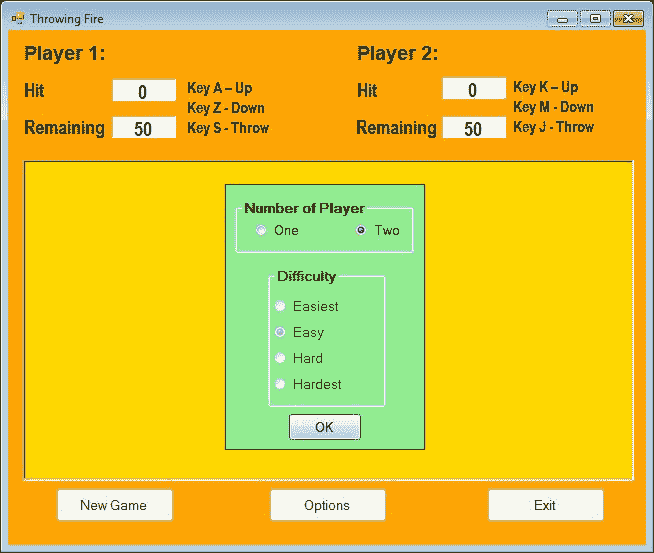 Throwing Fire
Player 1: Player 2:
Hit 0 Key A – Up Hit 0 Key K – Up
Key Z - Down Key M - Down
Remaining 50 Key S - Throw Remaining 50 Key J - Throw
Number of Player
One Two
Difficulty
Easiest
Easy
Hard
Hardest
OK
New Game Options Exit